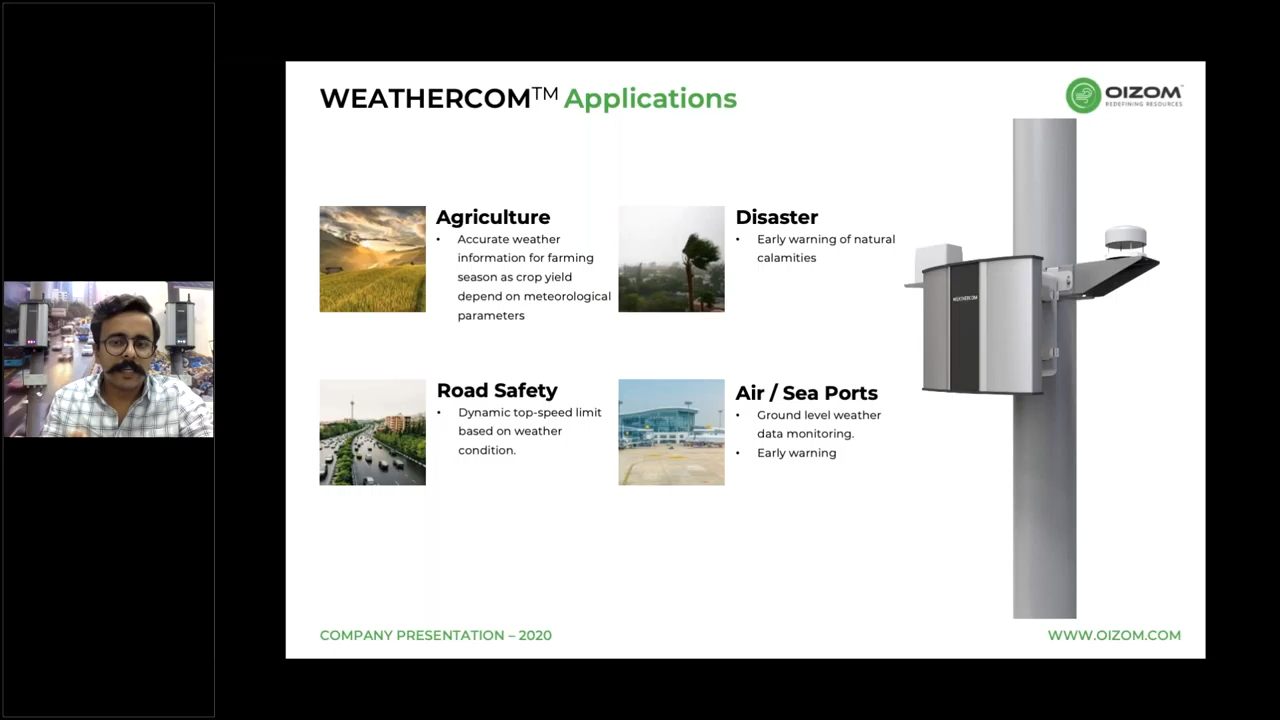 WEATHERCOM™ Applications
OIZOM™
REDEFINING RESOURCES
Agriculture
• Accurate weather
information for farming
season as crop yield
depend on meteorological
parameters
Disaster
• Early warning of natural
calamities
Road Safety
• Dynamic top-speed limit
based on weather
condition.
Air / Sea Ports
• Ground level weather
data monitoring.
• Early warning
WEATHERCOM
COMPANY PRESENTATION – 2020
WWW.OIZOM.COM